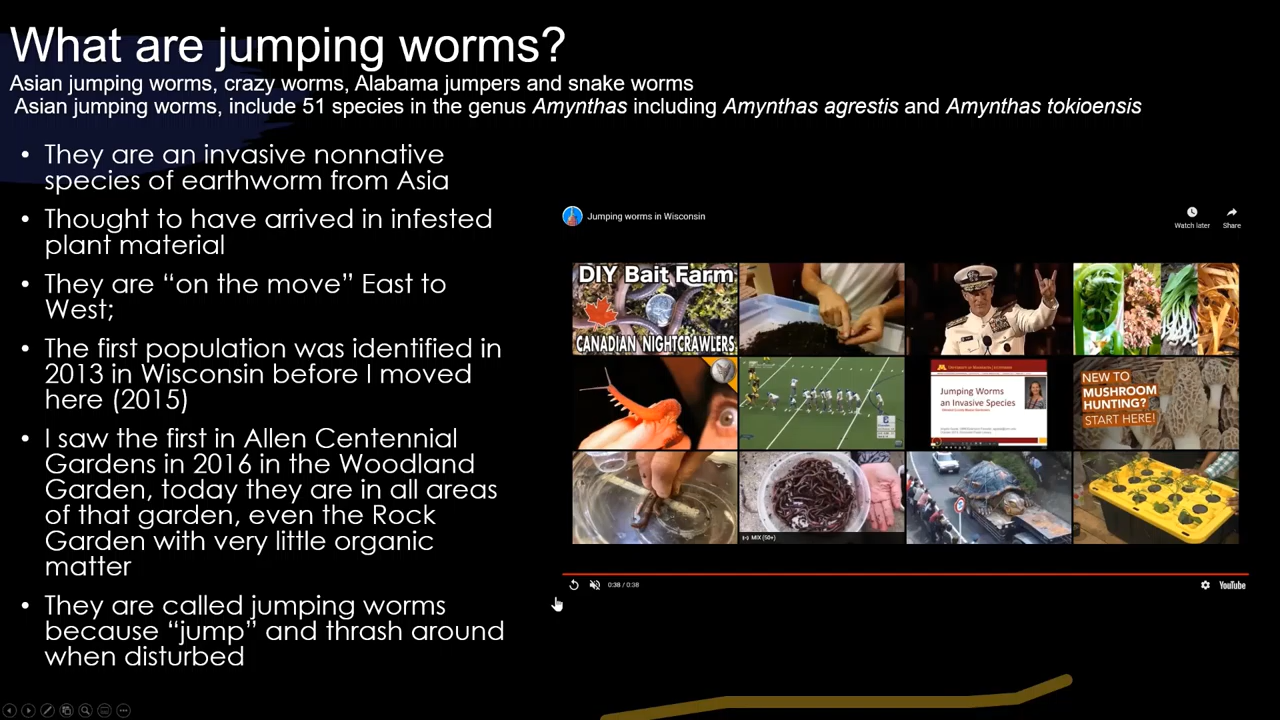 What are jumping worms?
Asian jumping worms, crazy worms, Alabama jumpers and snake worms
Asian jumping worms, include 51 species in the genus Amynthas including Amynthas agrestis and Amynthas tokioensis
• They are an invasive nonnative
species of earthworm from Asia
• Thought to have arrived in infested
plant material
• They are “on the move” East to
West;
• The first population was identified in
2013 in Wisconsin before I moved
here (2015)
• I saw the first in Allen Centennial
Gardens in 2016 in the Woodland
Garden, today they are in all areas
of that garden, even the Rock
Garden with very little organic
matter
• They are called jumping worms
because “jump” and thrash around
when disturbed
Jumping worms in Wisconsin
Watch later
Share
DIY Bait Farm
CANADIAN NIGHTCRAWLERS
Jumping Worms
an Invasive Species
NEW TO
MUSHROOM
HUNTING?
START HERE!
MIX (50+)
0:38 / 0:38
YouTube